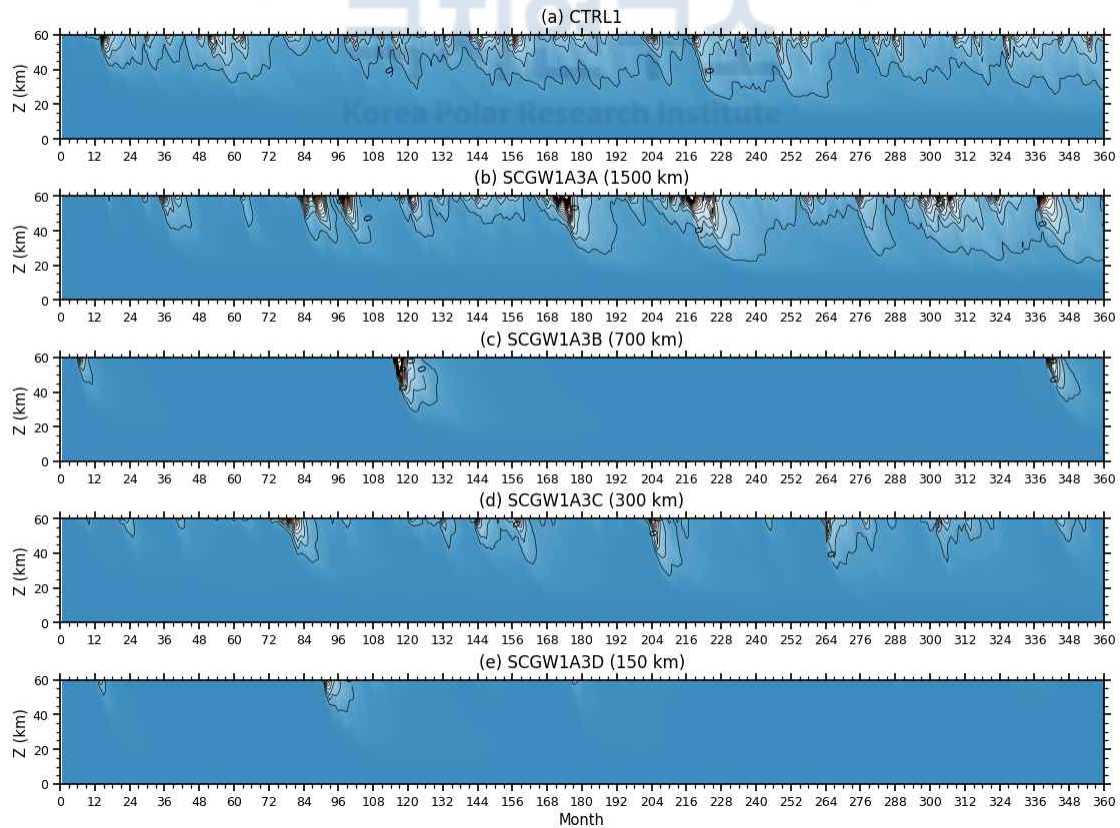 (a) CTRL1
60
40
20
0
Z (km)
Korea Polar Research Institute
0 12 24 36 48 60 72 84 96 108 114 120 132 144 156 168 180 192 204 216 228 240 252 264 276 288 300 312 324 336 348 360
(b) SCGW1A3A (1500 km)
60
40
20
0
Z (km)
0 12 24 36 48 60 72 84 96 108 120 132 144 156 168 180 192 204 216 228 240 252 264 276 288 300 312 324 336 348 360
(c) SCGW1A3B (700 km)
60
40
20
0
Z (km)
0 12 24 36 48 60 72 84 96 108 120 132 144 156 168 180 192 204 216 228 240 252 264 276 288 300 312 324 336 348 360
(d) SCGW1A3C (300 km)
60
40
20
0
Z (km)
0 12 24 36 48 60 72 84 96 108 120 132 144 156 168 180 192 204 216 228 240 252 264 276 288 300 312 324 336 348 360
(e) SCGW1A3D (150 km)
60
40
20
0
Z (km)
0 12 24 36 48 60 72 84 96 108 120 132 144 156 168 180 192 204 216 228 240 252 264 276 288 300 312 324 336 348 360
Month